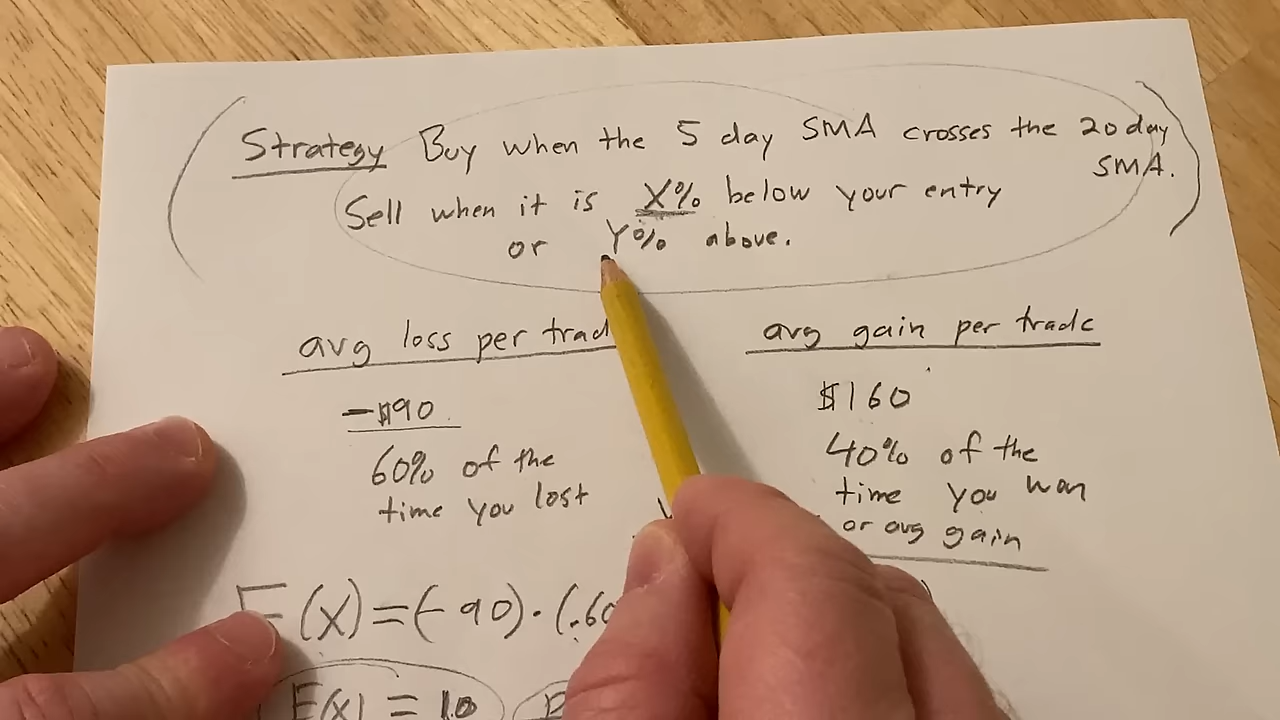 Strategy Buy when the 5 day SMA crosses the 20 day
SMA.
Sell when it is X% below your entry
or Y% above.
avg loss per trad
avg gain per trade
-$90
$160
60% of the
time you lost
40% of the
time you won
or avg gain
E(X) = (-90)·(.60
E(X) = 10